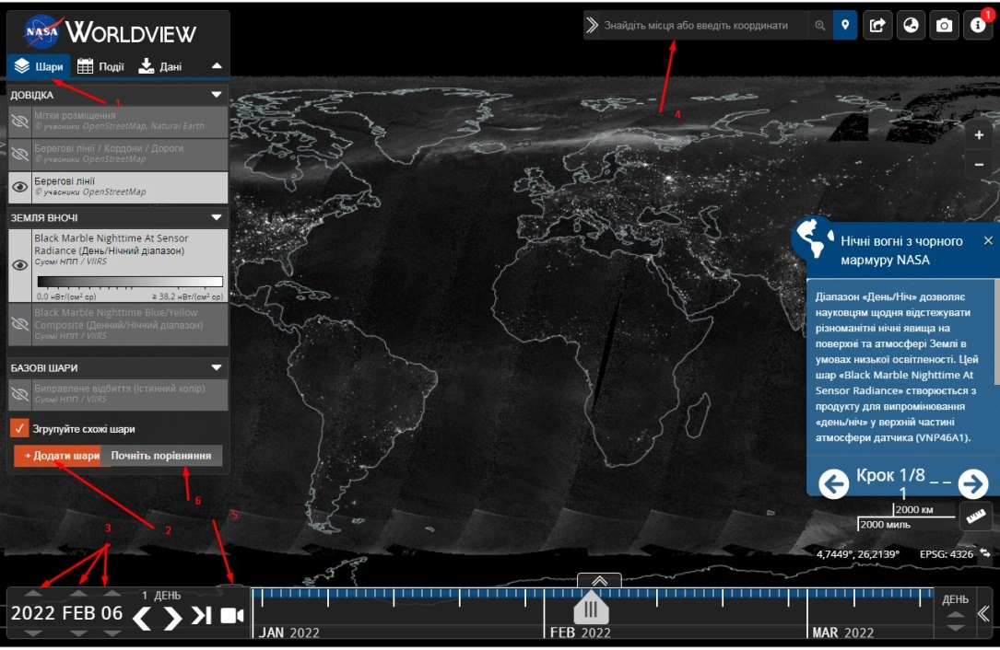 NASA WORLDVIEW
Знайдіть місця або введіть координати
1
Шари Події Дані
1
ДОВІДКА
Мітки розміщення
© учасники OpenStreetMap, Natural Earth
4
Берегові лінії / Кордони / Дороги
© учасники OpenStreetMap
+
−
Берегові лінії
© учасники OpenStreetMap
ЗЕМЛЯ ВНОЧІ
Black Marble Nighttime At Sensor
Radiance (День/Нічний діапазон)
Суомі НПП / VIIRS
0,0 нВт/(см² ср) ≥ 38,2 нВт/(см² ср)
Black Marble Nighttime Blue/Yellow
Composite (Денний/Нічний діапазон)
Суомі НПП / VIIRS
БАЗОВІ ШАРИ
Виправлене відбиття (істинний колір)
Суомі НПП / VIIRS
Згрупуйте схожі шари
+ Додати шари Почніть порівняння
Нічні вогні з чорного
мармуру NASA
Діапазон «День/Ніч» дозволяє
науковцям щодня відстежувати
різноманітні нічні явища на
поверхні та атмосфері Землі в
умовах низької освітленості. Цей
шар «Black Marble Nighttime At
Sensor Radiance» створюється з
продукту для випромінювання
«день/ніч» у верхній частині
атмосфери датчика (VNP46A1).
Крок 1/8 _ _
1
6
5
3
2
2000 км
2000 миль
4,7449°, 26,2139° EPSG: 4326
2022 FEB 06
1 ДЕНЬ
JAN 2022
FEB 2022
MAR 2022
ДЕНЬ